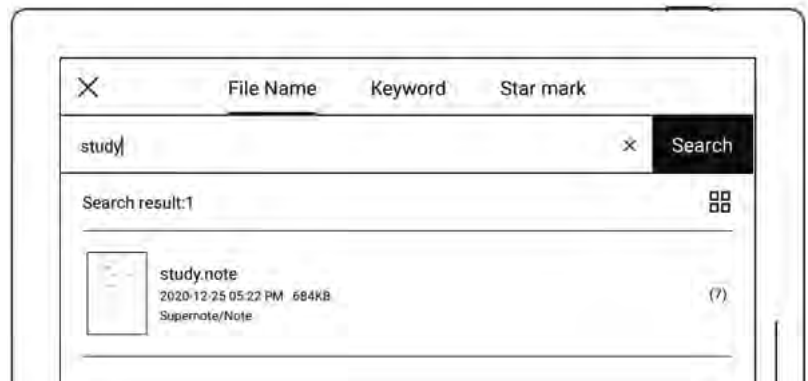 File Name Keyword Star mark
study
Search
Search result:1
study.note
2020-12-25 05:22 PM 684KB
(7)
Supernote/Note